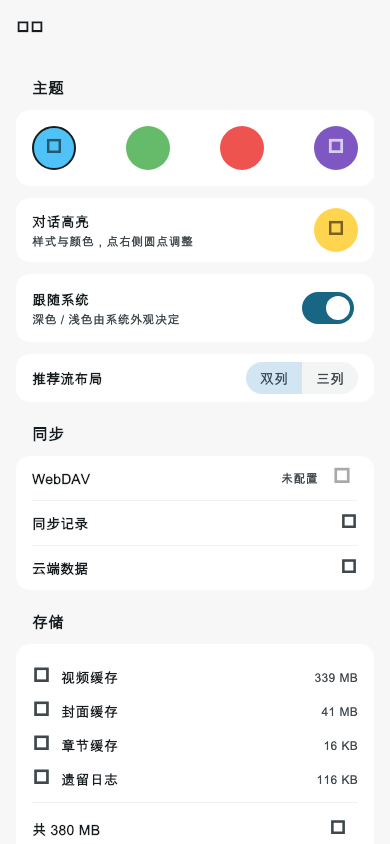 主题
对话高亮
样式与颜色，点右侧圆点调整
跟随系统
深色 / 浅色由系统外观决定
推荐流布局
双列
三列
同步
WebDAV
未配置
同步记录
云端数据
存储
视频缓存
339 MB
封面缓存
41 MB
章节缓存
16 KB
遗留日志
116 KB
共 380 MB